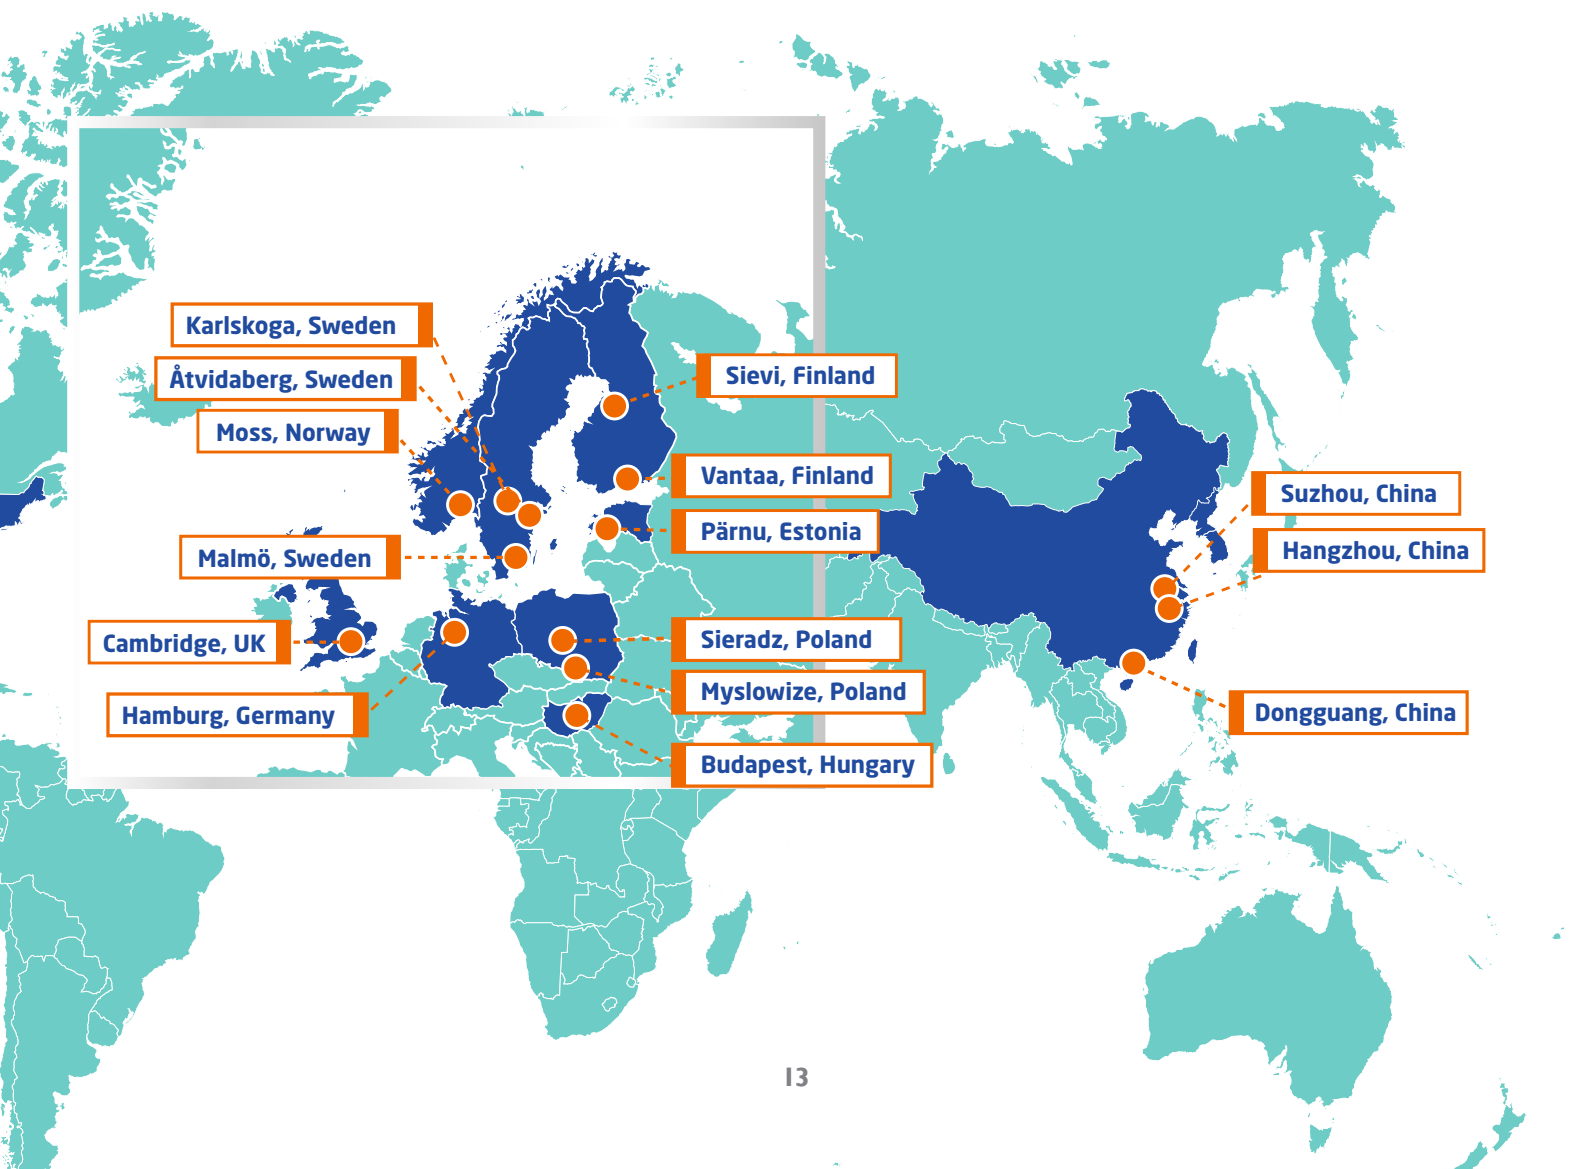 Karlskoga, Sweden
Åtvidaberg, Sweden
Moss, Norway
Malmö, Sweden
Cambridge, UK
Hamburg, Germany
Sievi, Finland
Vantaa, Finland
Pärnu, Estonia
Sieradz, Poland
Myslowize, Poland
Budapest, Hungary
Suzhou, China
Hangzhou, China
Dongguang, China
13